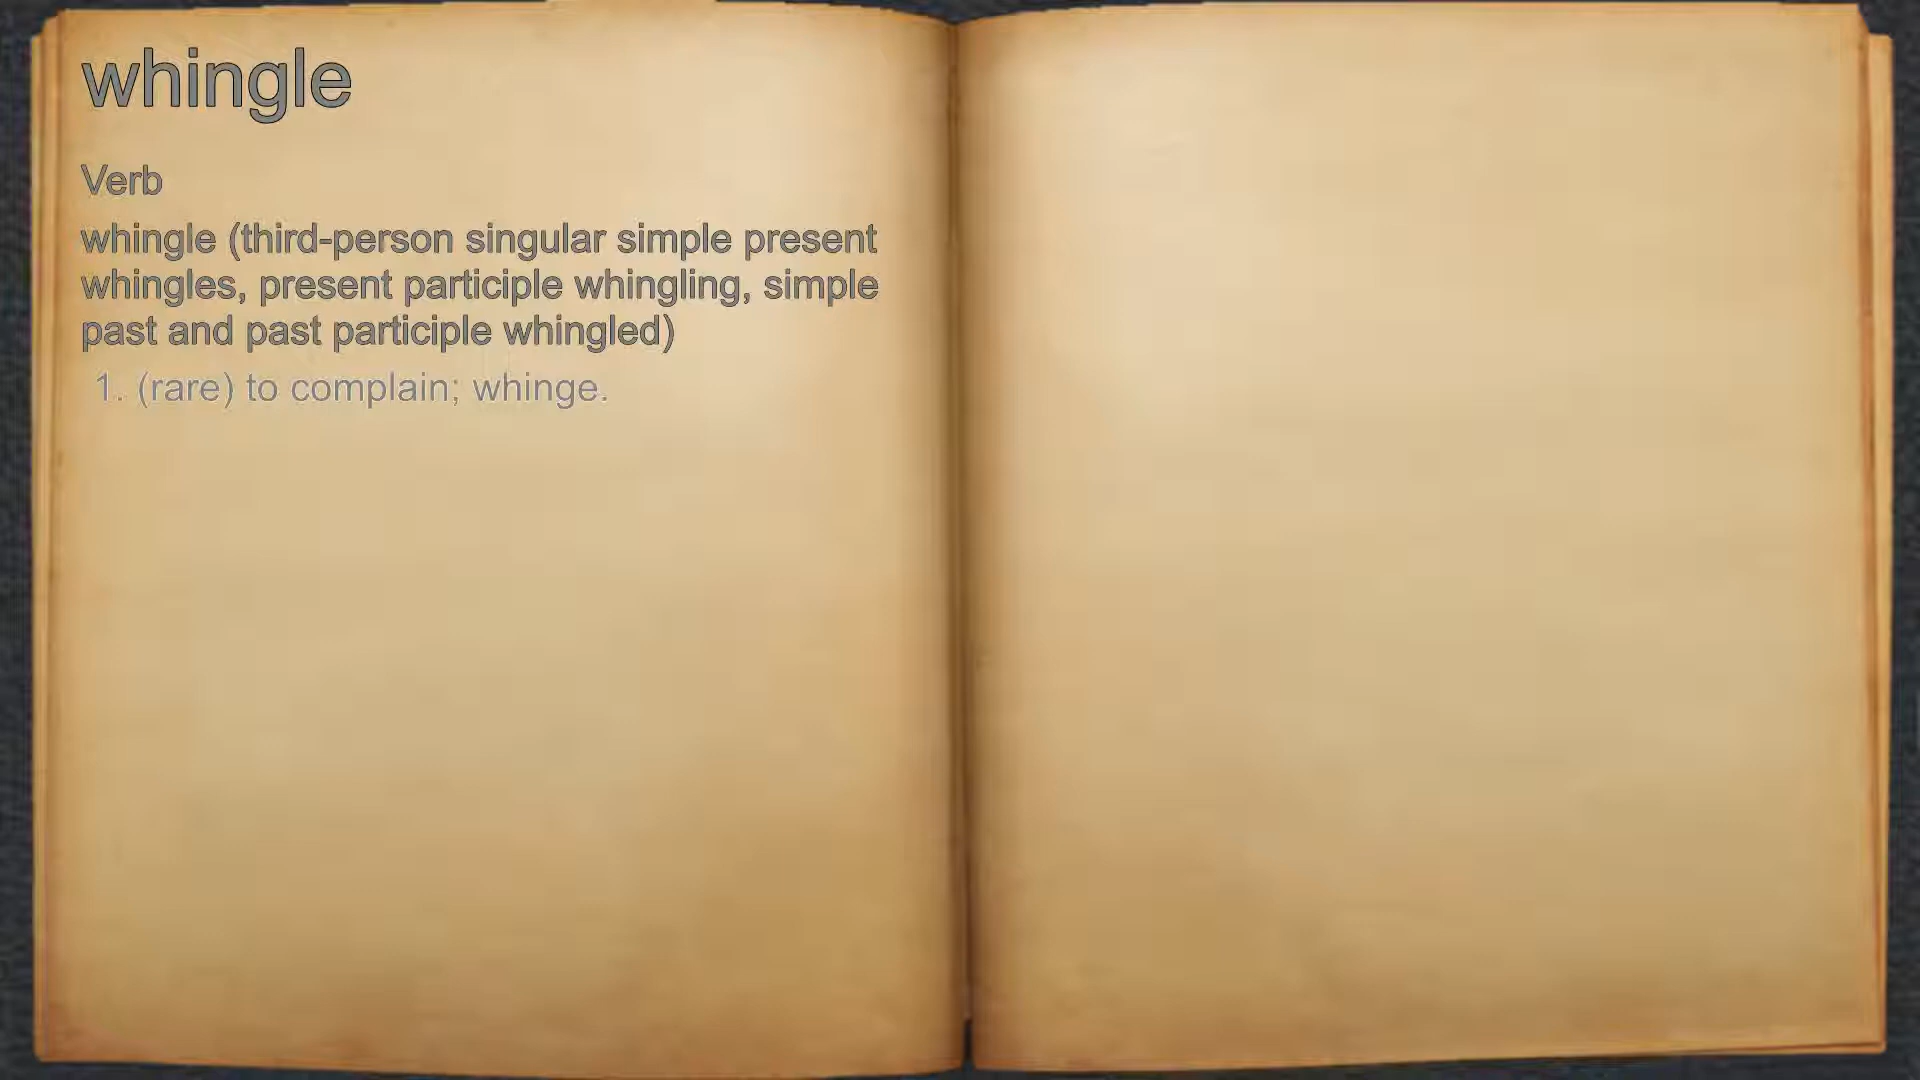 whingle
Verb
whingle (third-person singular simple present
whingles, present participle whingling, simple
past and past participle whingled)
1. (rare) to complain; whinge.